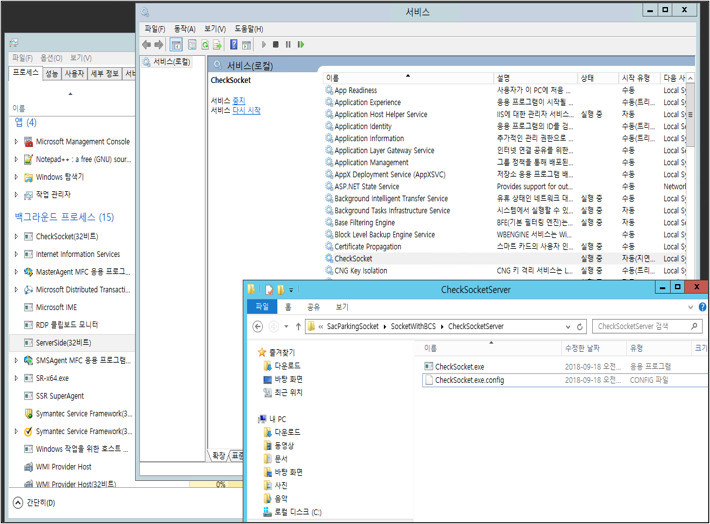 서비스
파일(F) 동작(A) 보기(V) 도움말(H)
서비스(로컬)
서비스(로컬)
CheckSocket
서비스 중지
서비스 다시 시작
이름 설명 상태 시작 유형 다음 사
App Readiness 사용자가 이 PC에 처음 ... 수동 Local Sy
Application Experience 응용 프로그램이 시작될 ... 수동(트리... Local Sy
Application Host Helper Service IIS에 대한 관리자 서비스... 실행 중 자동 Local Sy
Application Identity 응용 프로그램의 ID를 검... 수동(트리... Local Se
Application Information 추가적인 관리 권한으로 ... 수동(트리... Local Sy
Application Layer Gateway Service 인터넷 연결 공유를 위한... 수동 Local Se
Application Management 그룹 정책을 통해 배포된... 수동 Local Sy
AppX Deployment Service (AppXSVC) 저장소 응용 프로그램 배... 수동 Local Sy
ASP.NET State Service Provides support for out... 수동 Network
Background Intelligent Transfer Service 유휴 상태인 네트워크 대... 실행 중 수동 Local Sy
Background Tasks Infrastructure Service 시스템에서 실행할 수 있... 실행 중 자동 Local Sy
Base Filtering Engine BFE(기본 필터링 엔진)는... 실행 중 자동 Local Se
Block Level Backup Engine Service WBENGINE 서비스는 Wi... 수동 Local Sy
Certificate Propagation 스마트 카드의 사용자 인... 실행 중 수동 Local Sy
CheckSocket 실행 중 자동(지연... Local Sy
CNG Key Isolation CNG 키 격리 서비스는 L... 실행 중 수동(트리... Local Sy
확장 표준
파일(F) 옵션(O) 보기(V)
프로세스 성능 사용자 세부 정보 서비
이름
앱 (4)
Microsoft Management Console
Notepad++ : a free (GNU) sour...
Windows 탐색기
작업 관리자
백그라운드 프로세스 (15)
CheckSocket(32비트)
Internet Information Services
MasterAgent MFC 응용 프로그...
Microsoft Distributed Transactio...
Microsoft IME
RDP 클립보드 모니터
ServerSide(32비트)
SMSAgent MFC 응용 프로그램...
SR-x64.exe
SSR SuperAgent
Symantec Service Framework(3...
Symantec Service Framework(3...
Windows 작업을 위한 호스트 ...
WMI Provider Host
WMI Provider Host(32비트)
0%
간단히(D)
CheckSocketServer
파일 홈 공유 보기
« SacParkingSocket ▸ SocketWithBCS ▸ CheckSocketServer
CheckSocketServer 검색
즐겨찾기
다운로드
바탕 화면
최근 위치
내 PC
다운로드
동영상
문서
바탕 화면
사진
음악
로컬 디스크 (C:)
이름 수정한 날짜 유형 크기
CheckSocket.exe 2018-09-18 오전... 응용 프로그램
CheckSocket.exe.config 2018-09-18 오전... CONFIG 파일